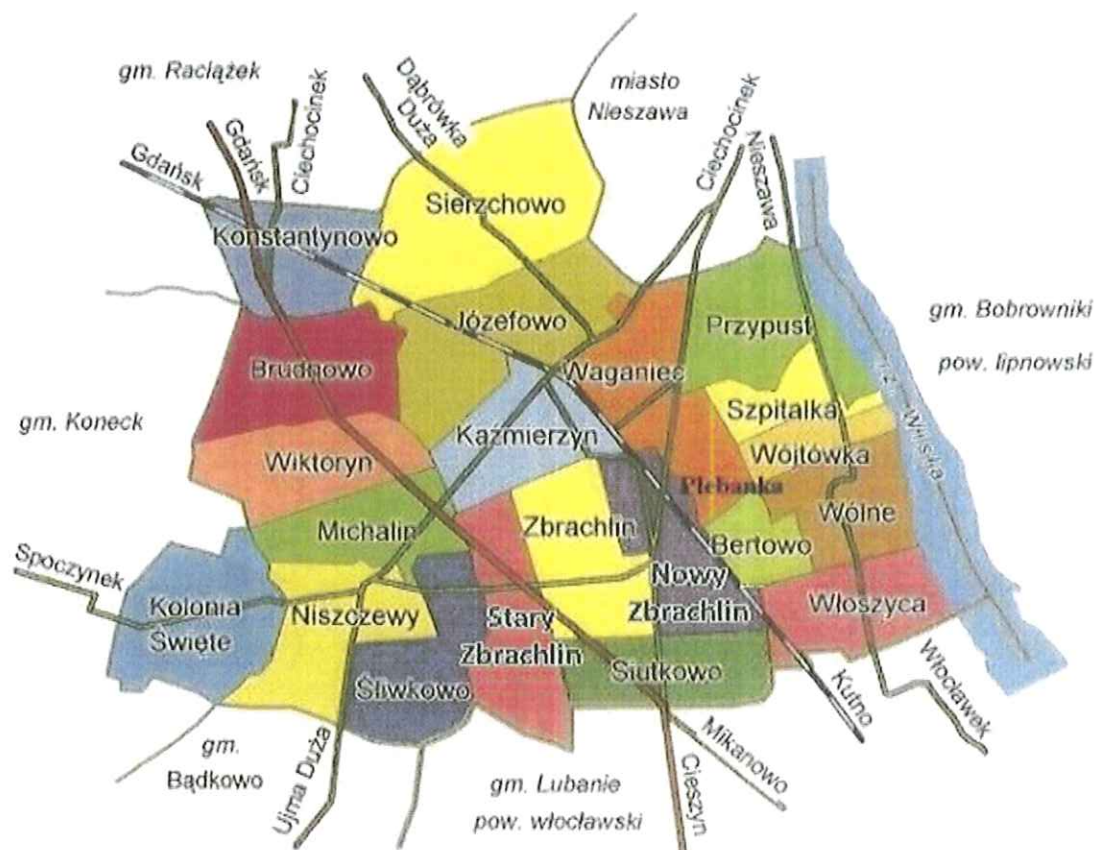 gm. Raciążek
Gdańsk
Gdańsk
Ciechocinek
Dąbrówka
Duża
miasto
Nieszawa
Ciechocinek
Nieszawa
Sierzchowo
Konstantynowo
Józefowo
Przypust
gm. Bobrowniki
pow. lipnowski
rz. Wisła
Brudnowo
Waganiec
Szpitalka
gm. Koneck
Kaźmierzyn
Wójtówka
Wiktoryn
Plebanka
Wólne
Michalin
Zbrachlin
Bertowo
Spoczynek
Kolonia
Święte
Niszczewy
Nowy
Zbrachlin
Włoszyca
Stary
Zbrachlin
Siutkowo
Śliwkowo
Włocławek
Kutno
Mikanowo
gm.
Bądkowo
Ujma Duża
gm. Lubanie
pow. włocławski
Cieszyn